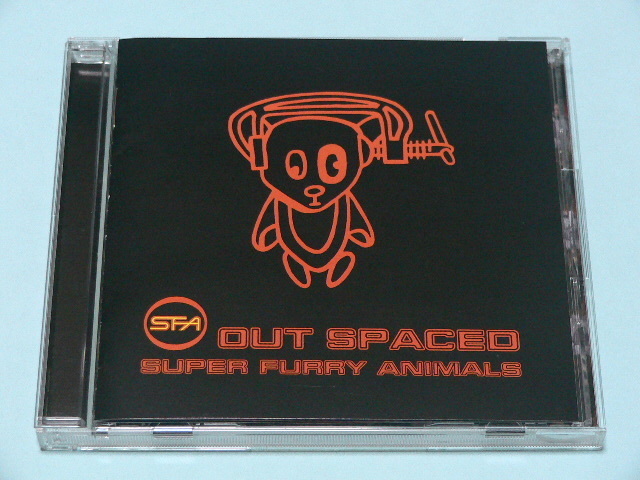 SFA OUT SPACED
SUPER FURRY ANIMALS